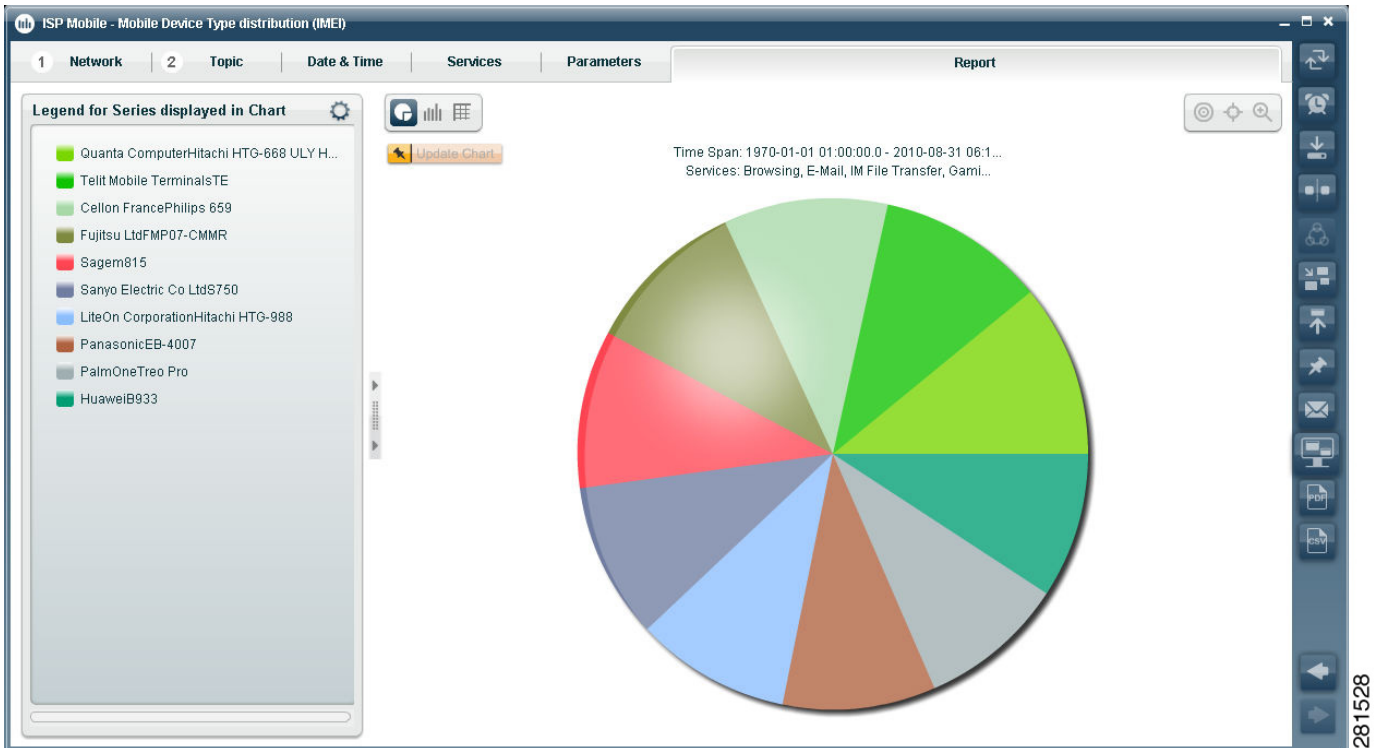 ISP Mobile - Mobile Device Type distribution (IMEI)
1 Network 2 Topic Date & Time Services Parameters Report
Legend for Series displayed in Chart
Quanta ComputerHitachi HTG-668 ULY H...
Telit Mobile TerminalsTE
Cellon FrancePhilips 659
Fujitsu LtdFMP07-CMMR
Sagem815
Sanyo Electric Co LtdS750
LiteOn CorporationHitachi HTG-988
PanasonicEB-4007
PalmOneTreo Pro
HuaweiB933
Update Chart
Time Span: 1970-01-01 01:00:00.0 - 2010-08-31 06:1...
Services: Browsing, E-Mail, IM File Transfer, Gami...
PDF
CSV
281528